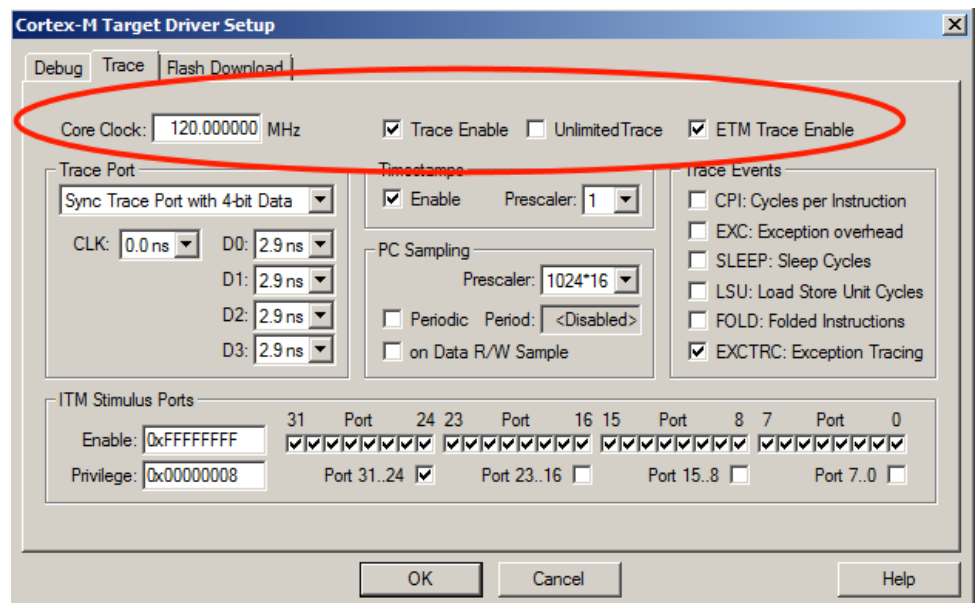 Cortex-M Target Driver Setup
Debug Trace Flash Download
Core Clock: 120.000000 MHz Trace Enable Unlimited Trace ETM Trace Enable
Trace Port Timestamps Trace Events
Sync Trace Port with 4-bit Data Enable Prescaler: 1 CPI: Cycles per Instruction
EXC: Exception overhead
CLK: 0.0 ns D0: 2.9 ns PC Sampling SLEEP: Sleep Cycles
D1: 2.9 ns Prescaler: 1024*16 LSU: Load Store Unit Cycles
D2: 2.9 ns Periodic Period: <Disabled> FOLD: Folded Instructions
D3: 2.9 ns on Data R/W Sample EXCTRC: Exception Tracing
ITM Stimulus Ports
31 Port 24 23 Port 16 15 Port 8 7 Port 0
Enable: 0xFFFFFFFF
Privilege: 0x00000008 Port 31..24 Port 23..16 Port 15..8 Port 7..0
OK Cancel Help